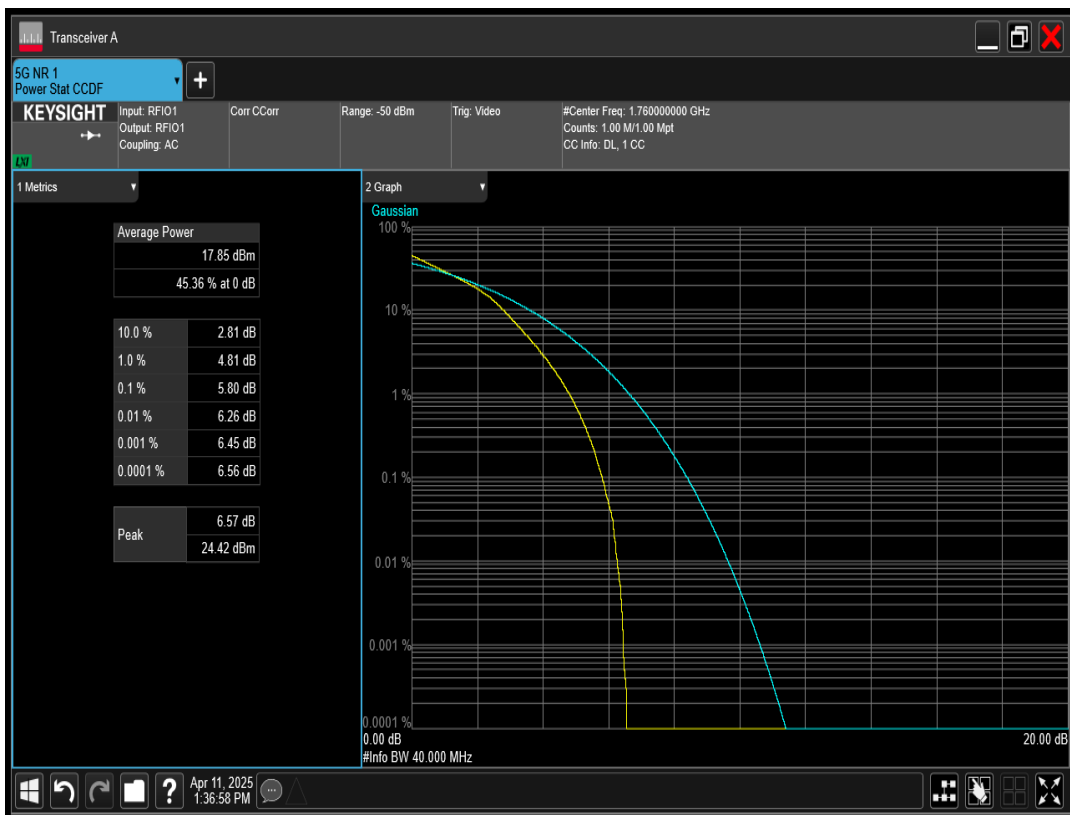 Transceiver A
5G NR 1
Power Stat CCDF
+
KEYSIGHT
LXI
Input: RFIO1
Output: RFIO1
Coupling: AC
Corr CCorr
Range: -50 dBm
Trig: Video
#Center Freq: 1.760000000 GHz
Counts: 1.00 M/1.00 Mpt
CC Info: DL, 1 CC
1 Metrics
Average Power
17.85 dBm
45.36 % at 0 dB
10.0 % 2.81 dB
1.0 % 4.81 dB
0.1 % 5.80 dB
0.01 % 6.26 dB
0.001 % 6.45 dB
0.0001 % 6.56 dB
Peak
6.57 dB
24.42 dBm
2 Graph
Gaussian
100 %
10 %
1 %
0.1 %
0.01 %
0.001 %
0.0001 %
0.00 dB 20.00 dB
#Info BW 40.000 MHz
?
Apr 11, 2025
1:36:58 PM